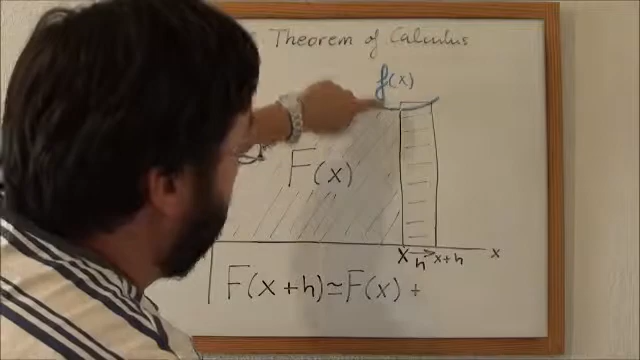 Theorem of Calculus
f(x)
F(x)
x
x h x+h
F(x+h)≃F(x) +